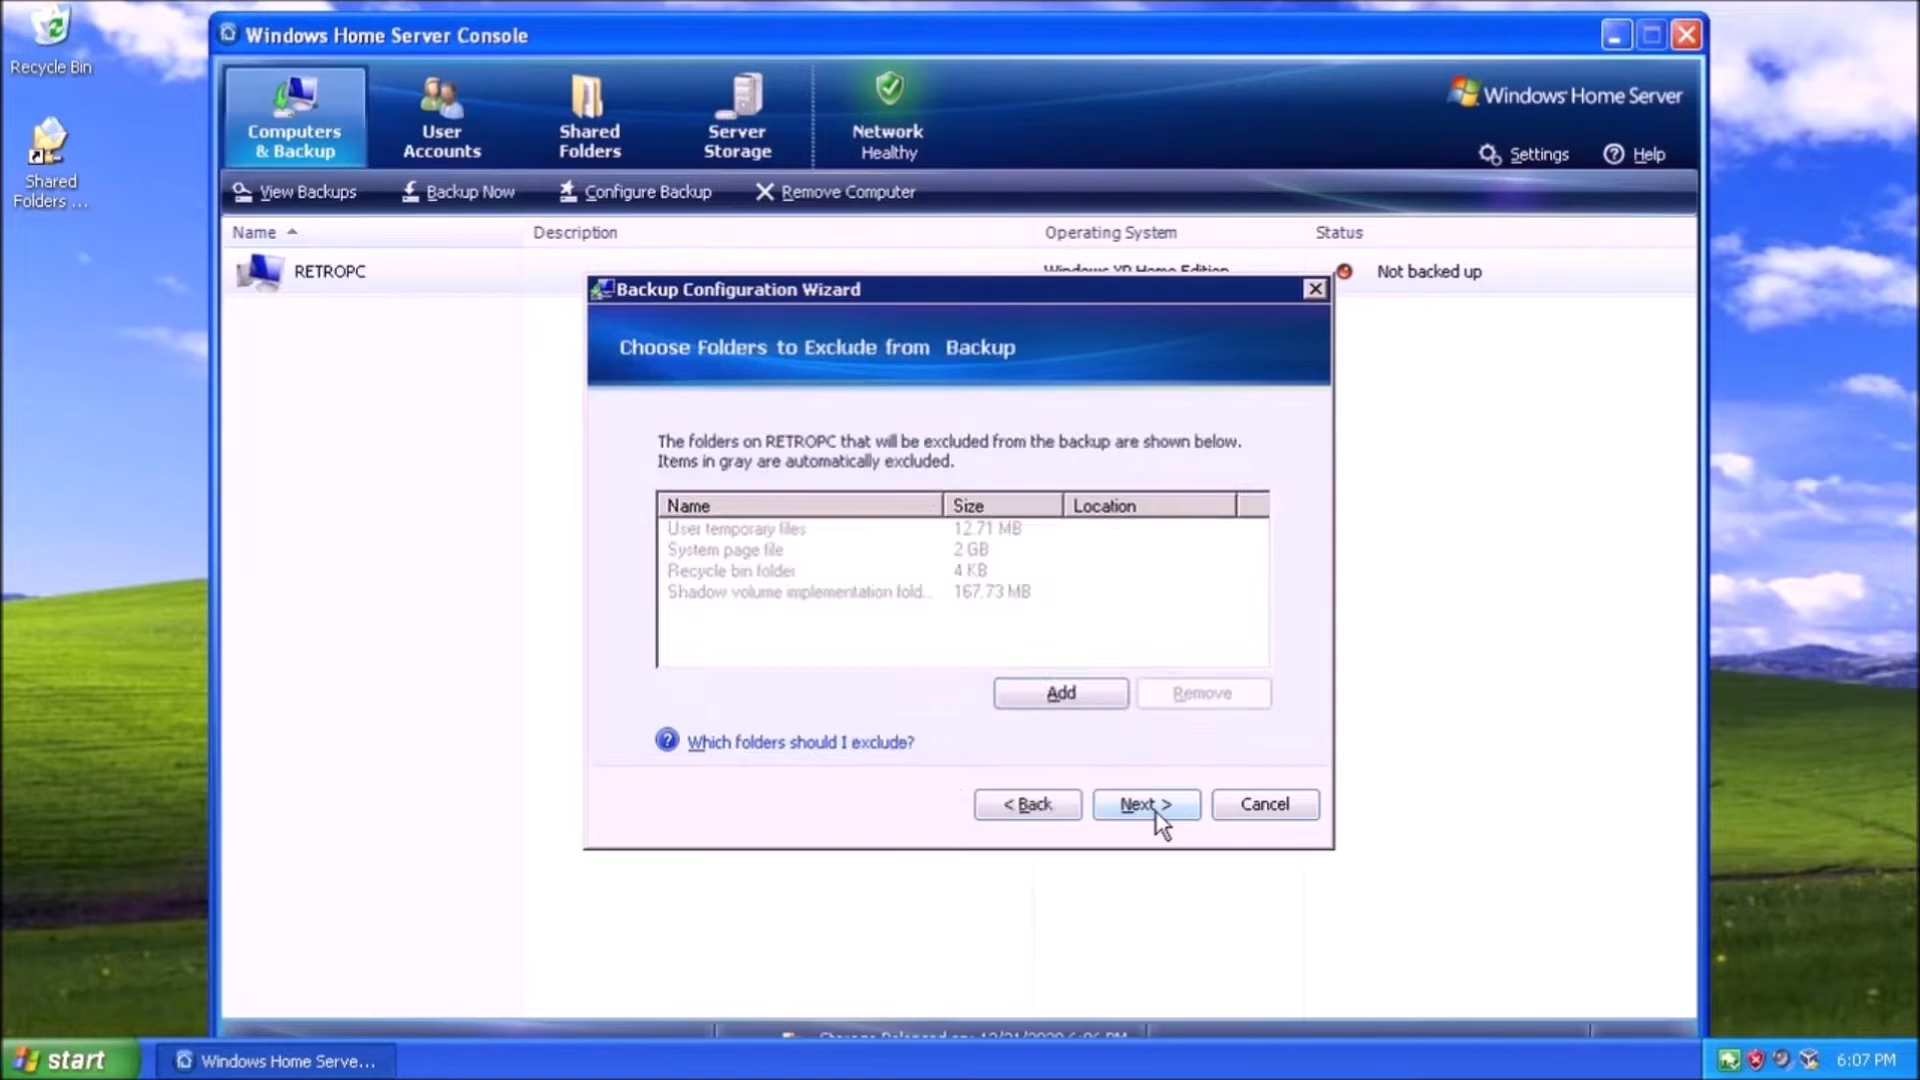 Recycle Bin
Shared
Folders ...
Windows Home Server Console
Computers
& Backup
User
Accounts
Shared
Folders
Server
Storage
Network
Healthy
Windows Home Server
Settings
Help
View Backups
Backup Now
Configure Backup
Remove Computer
Name
Description
Operating System
Status
RETROPC
Windows XP Home Edition
Not backed up
Backup Configuration Wizard
Choose Folders to Exclude from Backup
The folders on RETROPC that will be excluded from the backup are shown below.
Items in gray are automatically excluded.
Name Size Location
User temporary files 12.71 MB
System page file 2 GB
Recycle bin folder 4 KB
Shadow volume implementation fold... 167.73 MB
Add
Remove
Which folders should I exclude?
< Back
Next >
Cancel
start
Windows Home Serve...
6:07 PM